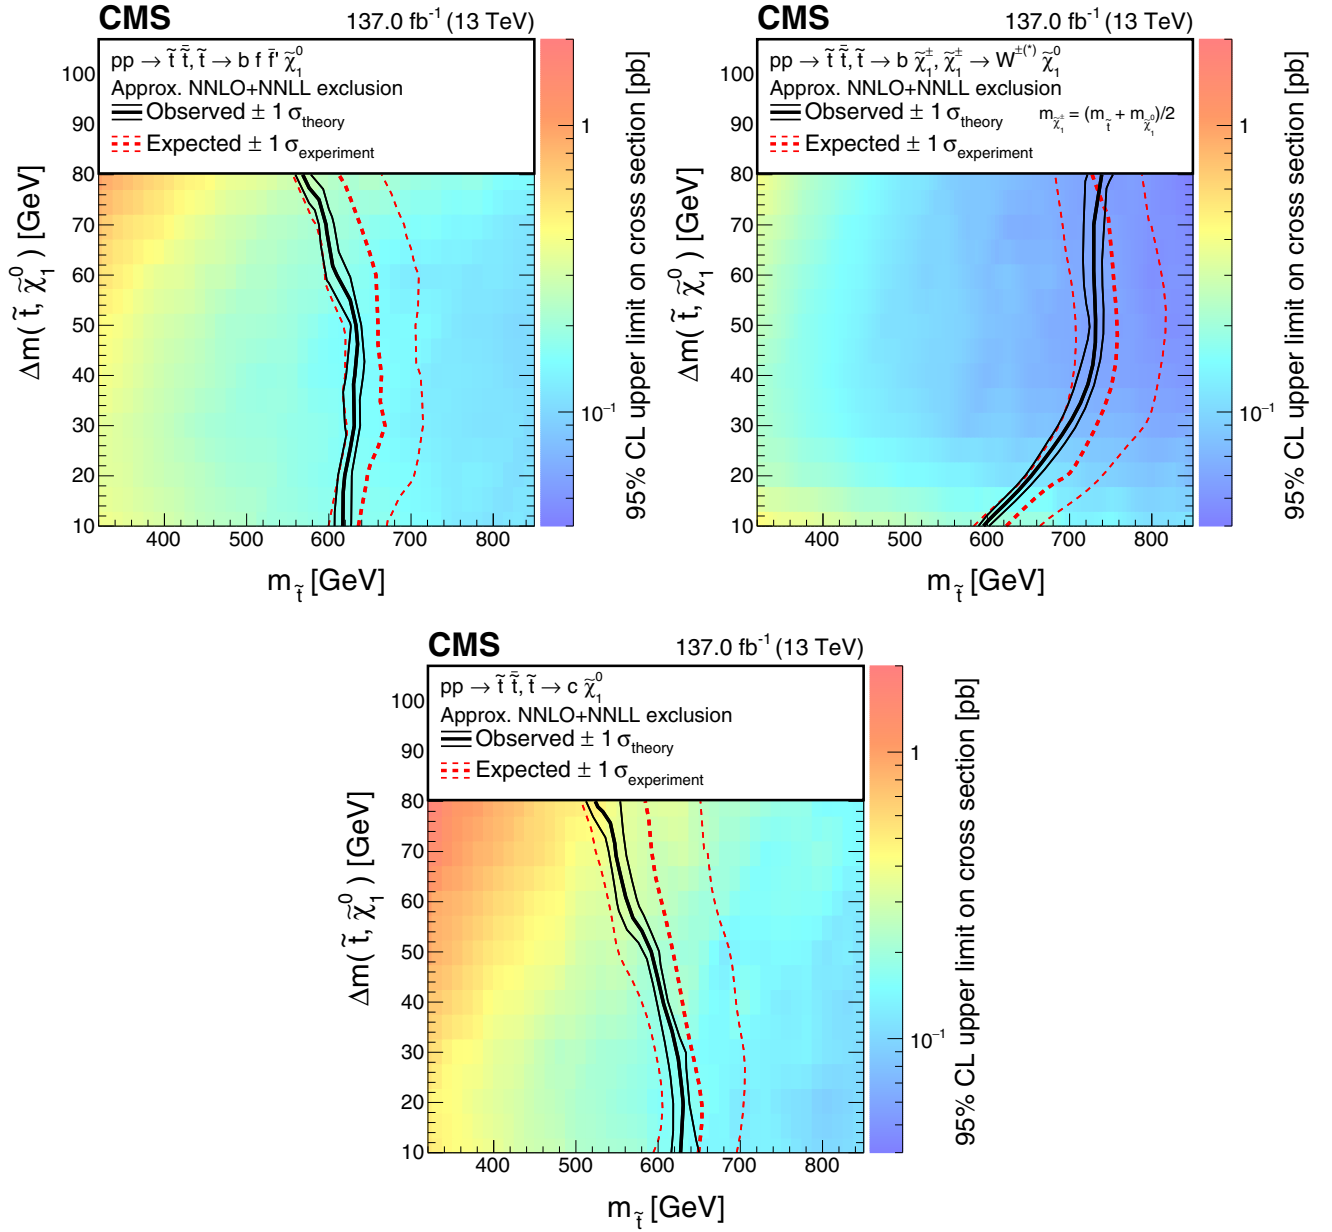 CMS 137.0 fb⁻¹ (13 TeV)
pp → t̃ t̃̄, t̃ → b f f̄' χ̃₁⁰
Approx. NNLO+NNLL exclusion
Observed ± 1 σ_theory
Expected ± 1 σ_experiment
100
90
80
70
60
50
40
30
20
10
Δm( t̃, χ̃₁⁰ ) [GeV]
400 500 600 700 800
m_t̃ [GeV]
1
10⁻¹
95% CL upper limit on cross section [pb]
CMS 137.0 fb⁻¹ (13 TeV)
pp → t̃ t̃̄, t̃ → b χ̃₁±, χ̃₁± → W±(*) χ̃₁⁰
Approx. NNLO+NNLL exclusion
Observed ± 1 σ_theory m_χ̃₁± = (m_t̃ + m_χ̃₁⁰)/2
Expected ± 1 σ_experiment
100
90
80
70
60
50
40
30
20
10
Δm( t̃, χ̃₁⁰ ) [GeV]
400 500 600 700 800
m_t̃ [GeV]
1
10⁻¹
95% CL upper limit on cross section [pb]
CMS 137.0 fb⁻¹ (13 TeV)
pp → t̃ t̃̄, t̃ → c χ̃₁⁰
Approx. NNLO+NNLL exclusion
Observed ± 1 σ_theory
Expected ± 1 σ_experiment
100
90
80
70
60
50
40
30
20
10
Δm( t̃, χ̃₁⁰ ) [GeV]
400 500 600 700 800
m_t̃ [GeV]
1
10⁻¹
95% CL upper limit on cross section [pb]